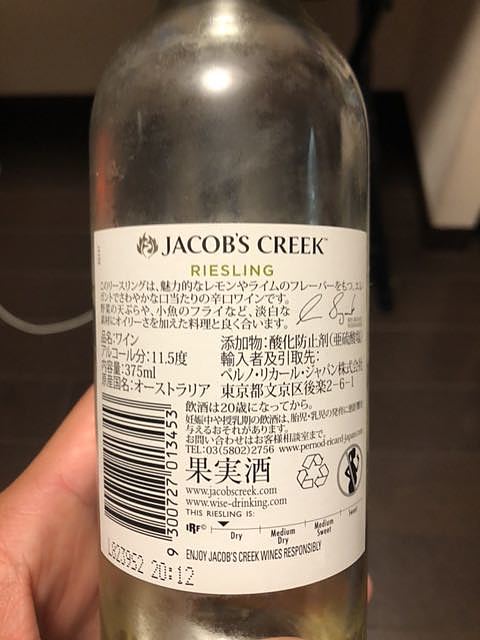 JACOB'S CREEK™
RIESLING
このリースリングは、魅力的なレモンやライムのフレーバーをもつ、エレ
ガントでさわやかな口当たりの辛口ワインです。
野菜の天ぷらや、小魚のフライなど、淡白な
素材にオイリーさを加えた料理と良く合います。
品名:ワイン
アルコール分:11.5度
内容量:375ml
原産国名:オーストラリア
添加物:酸化防止剤(亜硫酸塩)
輸入者及引取先:
ペルノ・リカール・ジャパン株式会社
東京都文京区後楽2-6-1
飲酒は20歳になってから。
妊娠中や授乳期の飲酒は、胎児・乳児の発育に悪影響を
与えるおそれがあります。
お問い合わせはお客様相談室まで。
TEL:03(5802)2756 www.pernod-ricard-japan.com
果実酒
www.jacobscreek.com
www.wise-drinking.com
THIS RIESLING IS:
IRF©
Dry
Medium
Dry
Medium
Sweet
Sweet
ENJOY JACOB'S CREEK WINES RESPONSIBLY
9 300727 013453
L823952 20:12